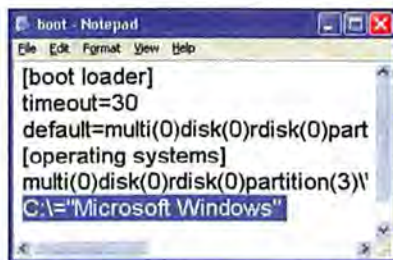 boot - Notepad
File Edit Format View Help
[boot loader]
timeout=30
default=multi(0)disk(0)rdisk(0)part
[operating systems]
multi(0)disk(0)rdisk(0)partition(3)\'
C:\="Microsoft Windows"